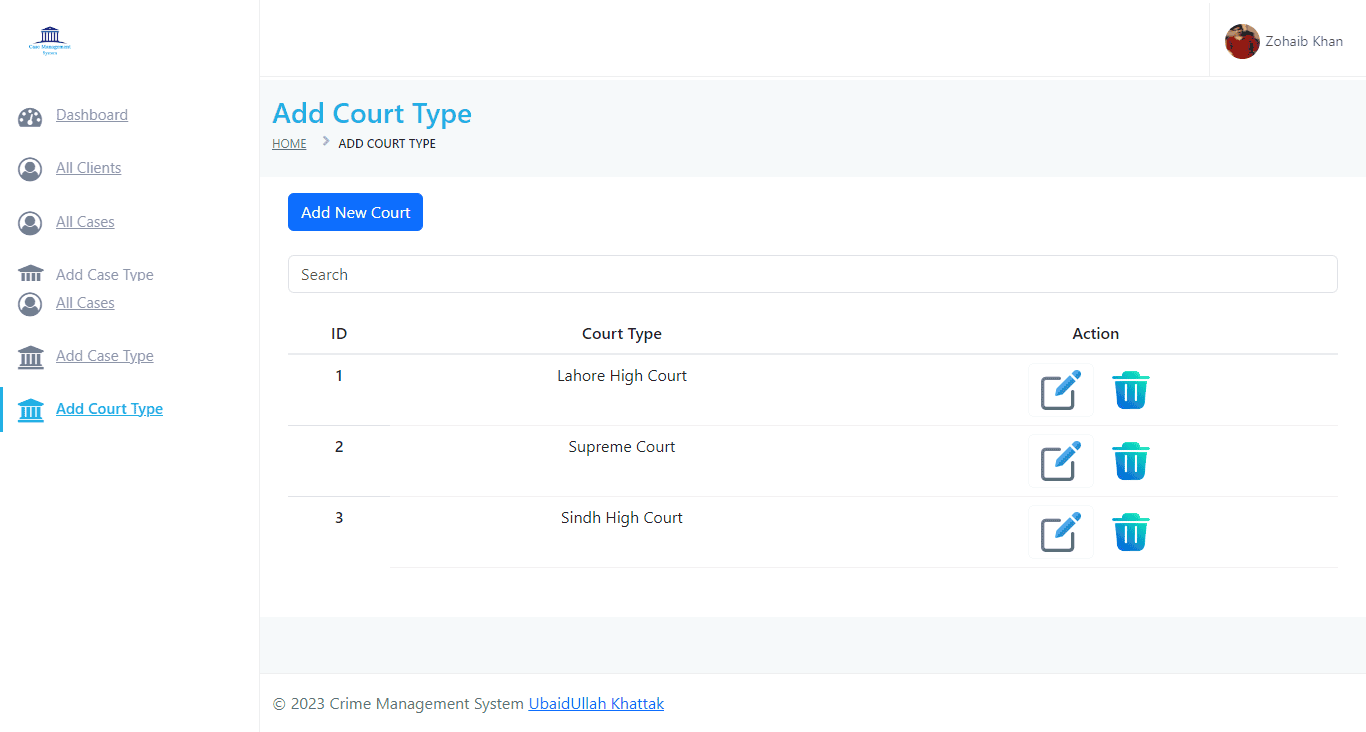 Case Management
System
Zohaib Khan
Dashboard
All Clients
All Cases
Add Case Type
All Cases
Add Case Type
Add Court Type
Add Court Type
HOME > ADD COURT TYPE
Add New Court
Search
ID Court Type Action
1 Lahore High Court
2 Supreme Court
3 Sindh High Court
© 2023 Crime Management System UbaidUllah Khattak